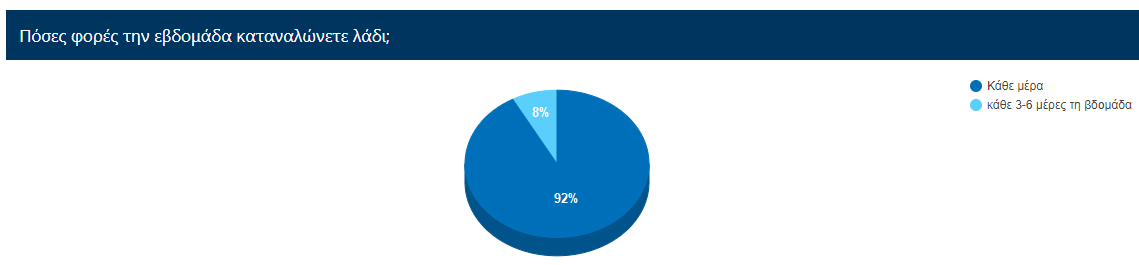 Πόσες φορές την εβδομάδα καταναλώνετε λάδι;
Κάθε μέρα
κάθε 3-6 μέρες τη βδομάδα
8%
92%